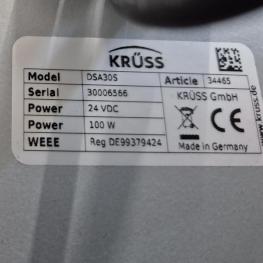 KRÜSS
Model DSA30S Article 34465
Serial 30006566 KRÜSS GmbH
Power 24 VDC
Power 100 W
WEEE Reg DE99379424 Made in Germany
www.kruss.de